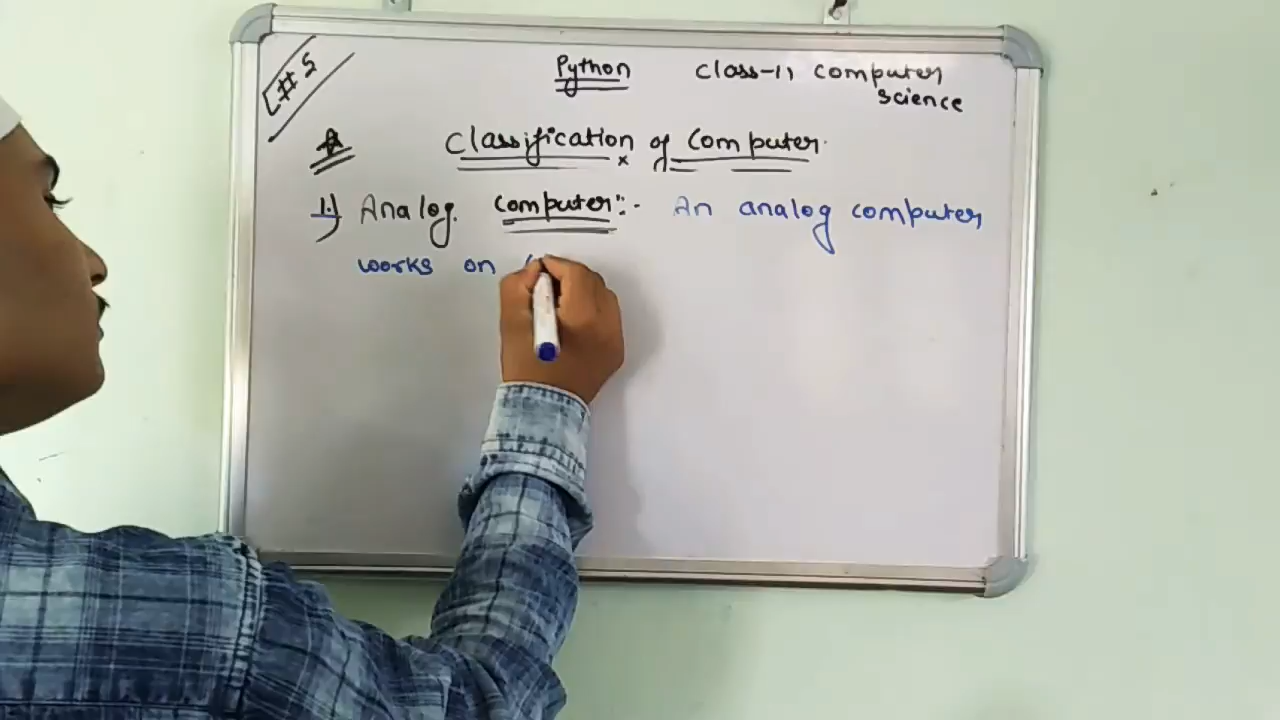 # 5
Python
Class-11 Computer
science
Classification of Computer
1.) Analog Computer:- An analog computer
works on